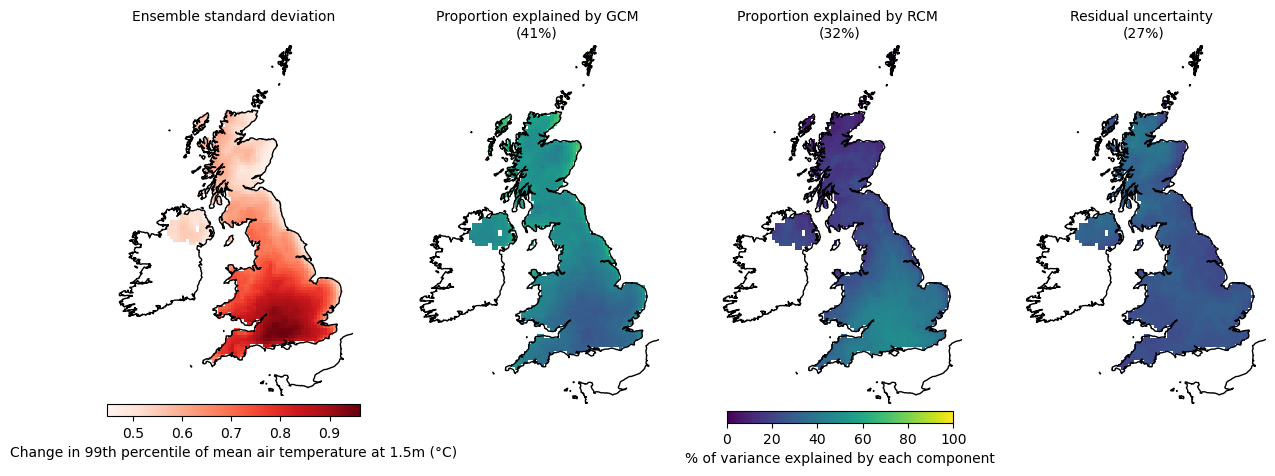 Ensemble standard deviation
Proportion explained by GCM
(41%)
Proportion explained by RCM
(32%)
Residual uncertainty
(27%)
0.5 0.6 0.7 0.8 0.9
Change in 99th percentile of mean air temperature at 1.5m (°C)
0 20 40 60 80 100
% of variance explained by each component